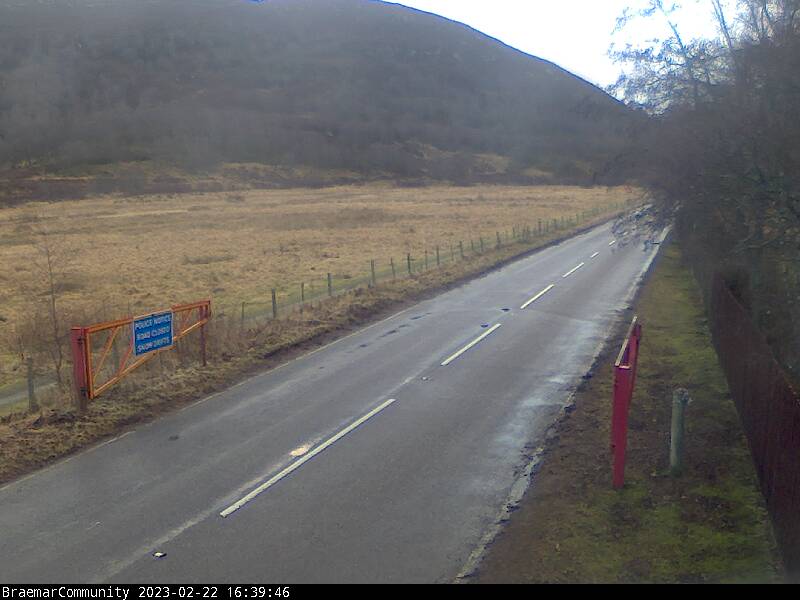 POLICE NOTICE
ROAD CLOSED
SNOW DRIFTS
BraemarCommunity 2023-02-22 16:39:46